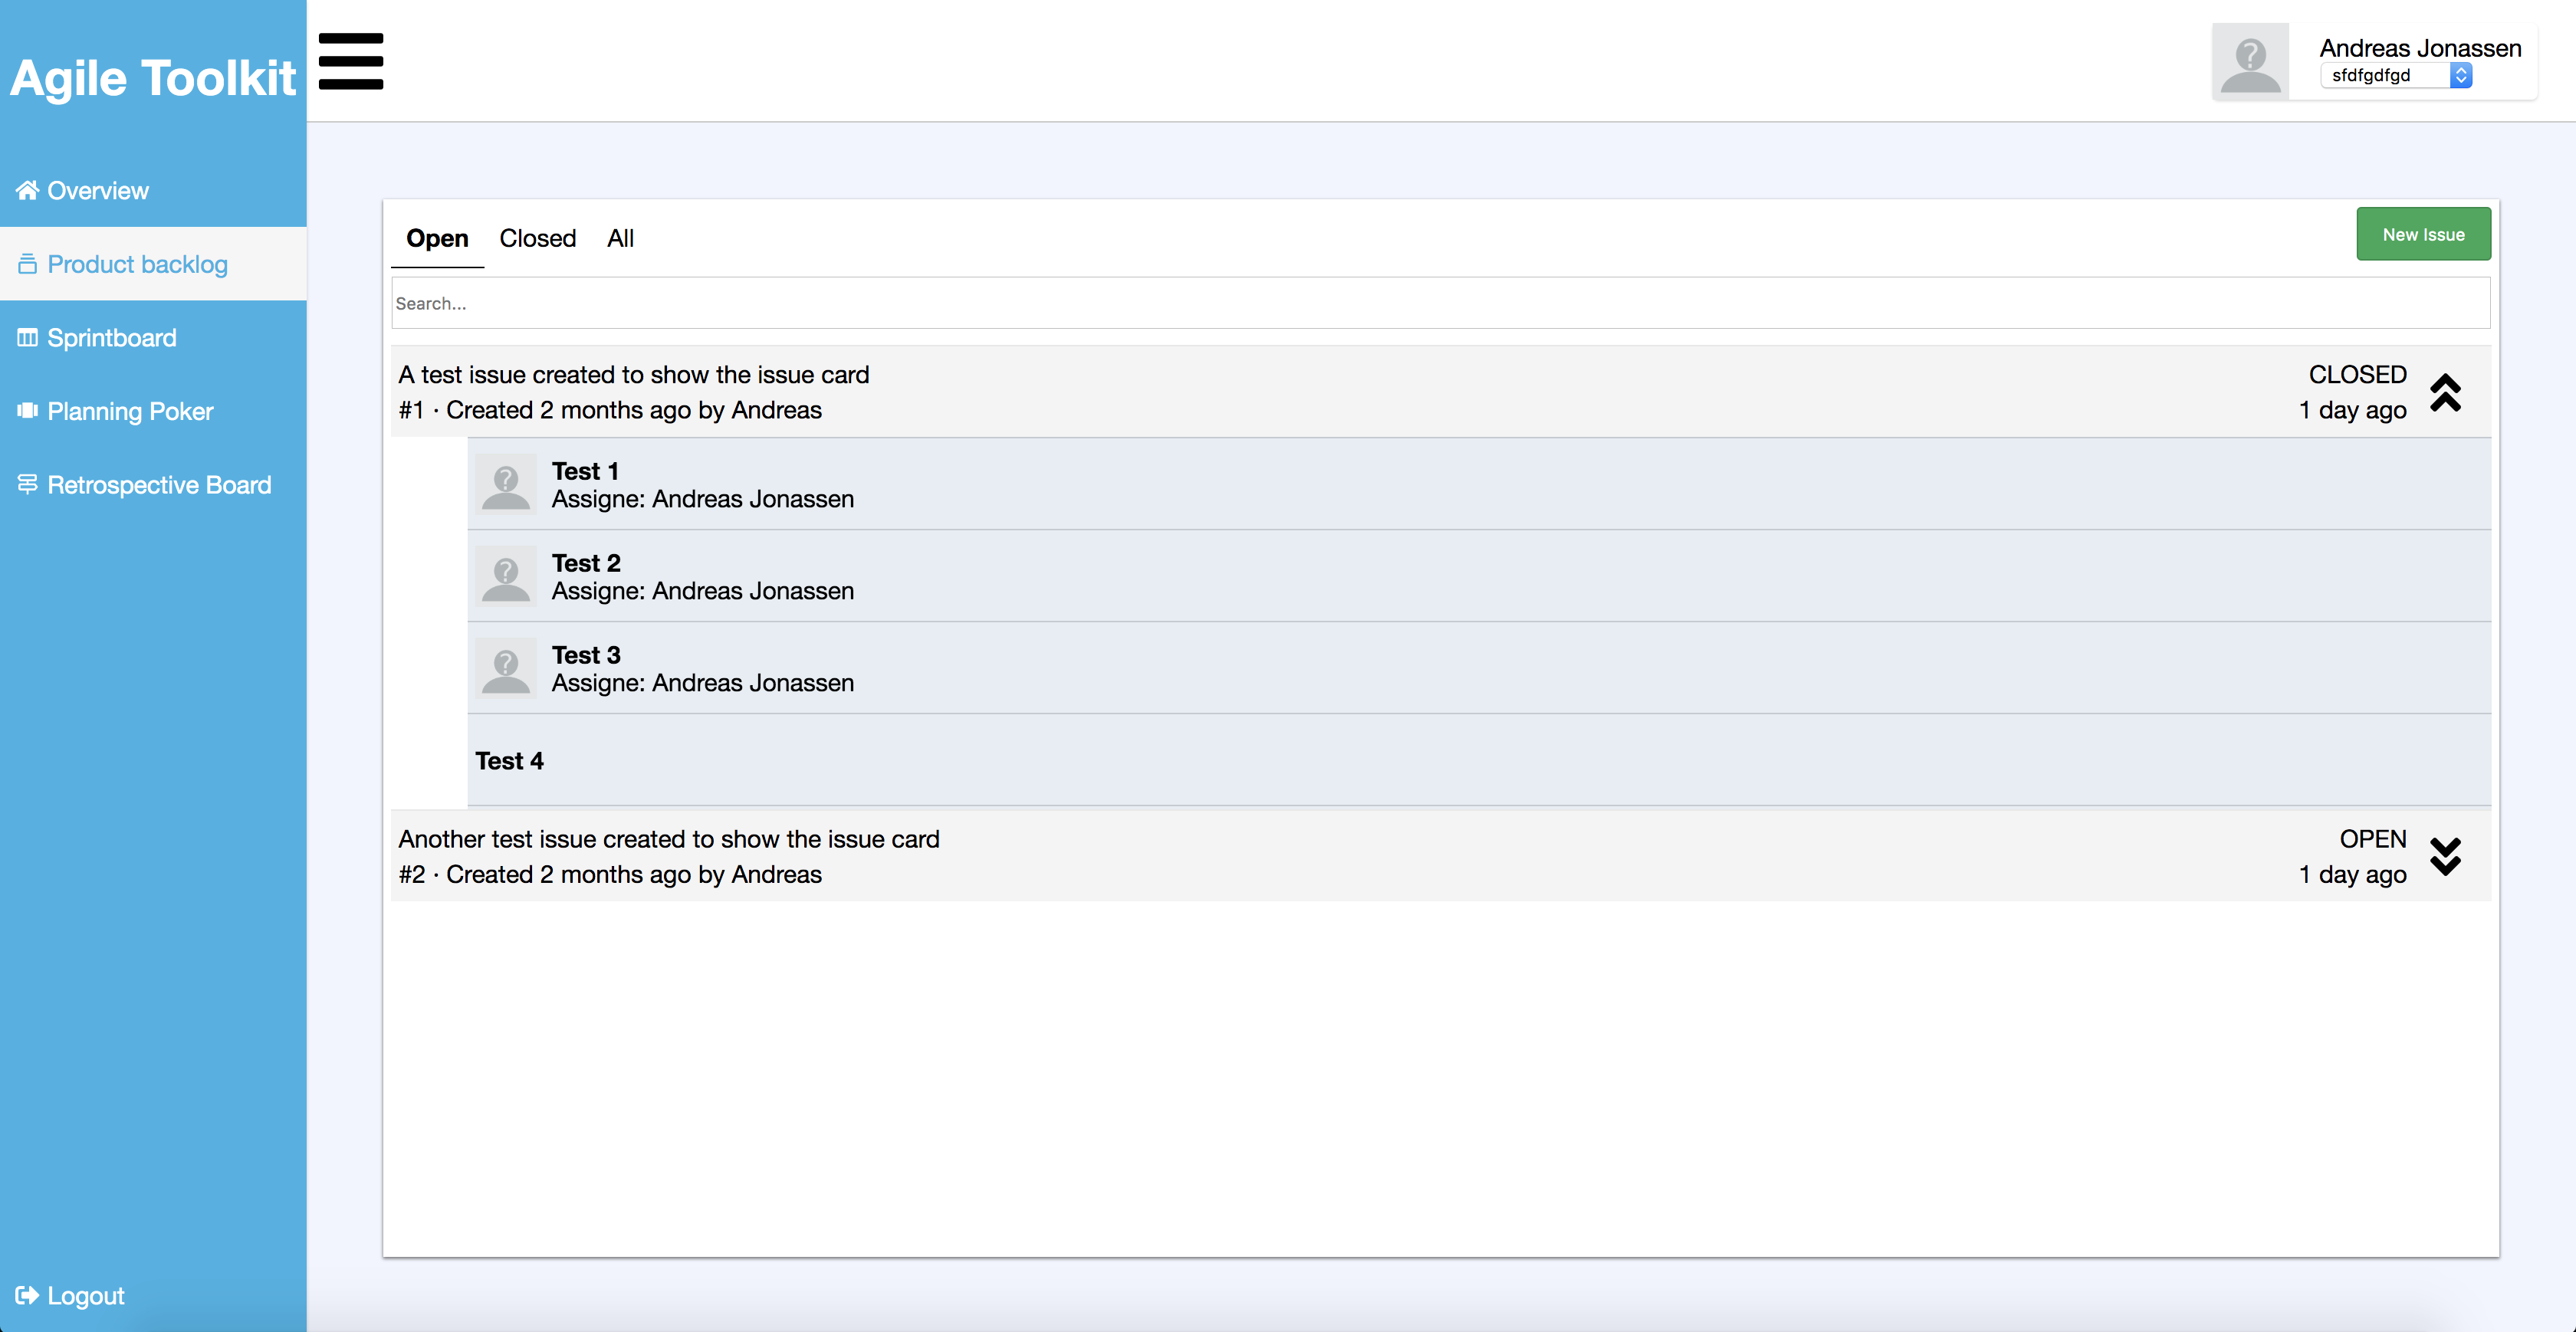 Agile Toolkit
Overview
Product backlog
Sprintboard
Planning Poker
Retrospective Board
Logout
Andreas Jonassen
sfdfgdfgd
Open Closed All
New Issue
Search...
A test issue created to show the issue card
#1 · Created 2 months ago by Andreas
CLOSED
1 day ago
Test 1
Assigne: Andreas Jonassen
Test 2
Assigne: Andreas Jonassen
Test 3
Assigne: Andreas Jonassen
Test 4
Another test issue created to show the issue card
#2 · Created 2 months ago by Andreas
OPEN
1 day ago